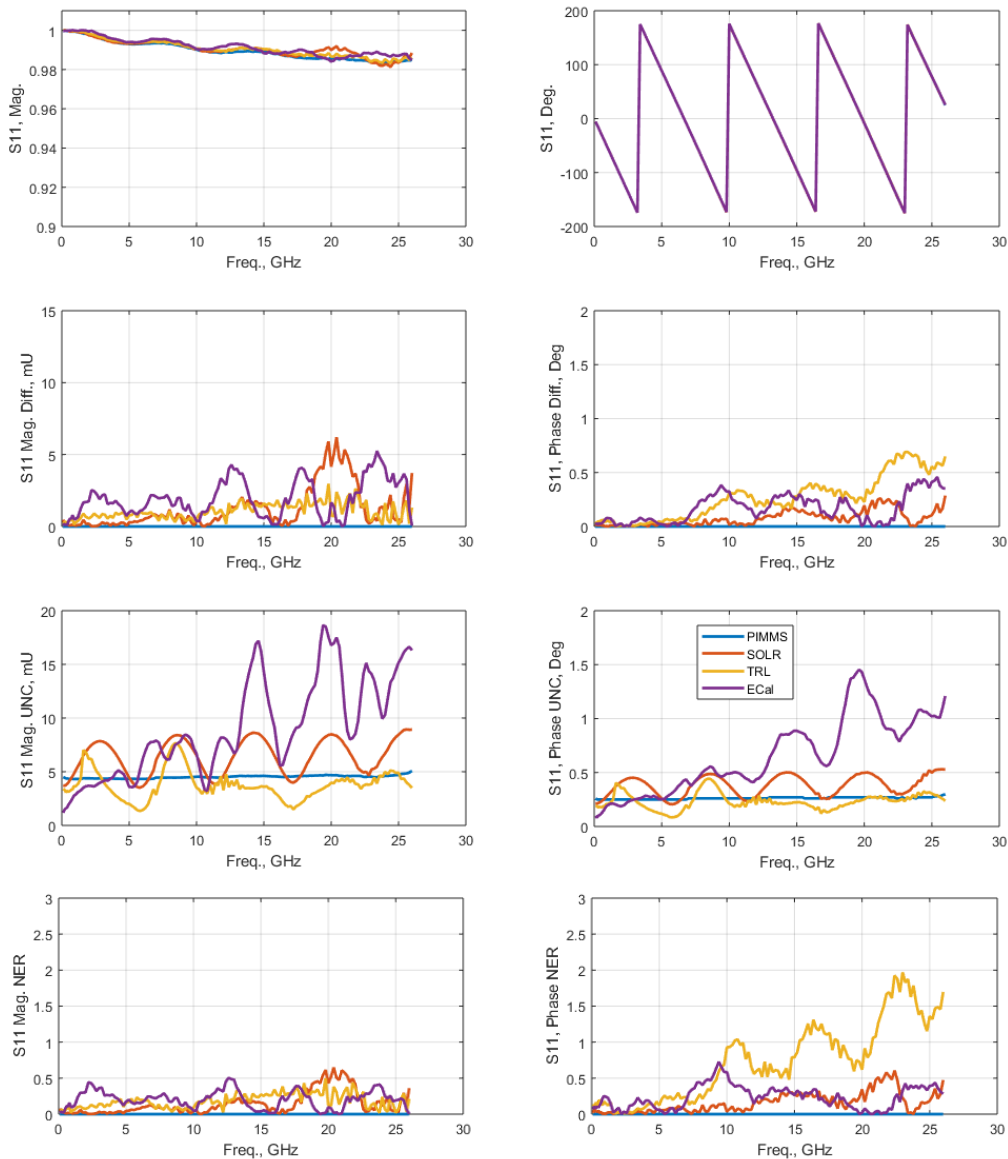 S11, Mag.
1
0.98
0.96
0.94
0.92
0.9
0 5 10 15 20 25 30
Freq., GHz
S11, Deg.
200
100
0
-100
-200
0 5 10 15 20 25 30
Freq., GHz
S11 Mag. Diff., mU
15
10
5
0
0 5 10 15 20 25 30
Freq., GHz
S11, Phase Diff., Deg
2
1.5
1
0.5
0
0 5 10 15 20 25 30
Freq., GHz
S11 Mag. UNC, mU
20
15
10
5
0
0 5 10 15 20 25 30
Freq., GHz
S11, Phase UNC, Deg
2
1.5
1
0.5
0
PIMMS
SOLR
TRL
ECal
0 5 10 15 20 25 30
Freq., GHz
S11 Mag. NER
3
2.5
2
1.5
1
0.5
0
0 5 10 15 20 25 30
Freq., GHz
S11, Phase NER
3
2.5
2
1.5
1
0.5
0
0 5 10 15 20 25 30
Freq., GHz